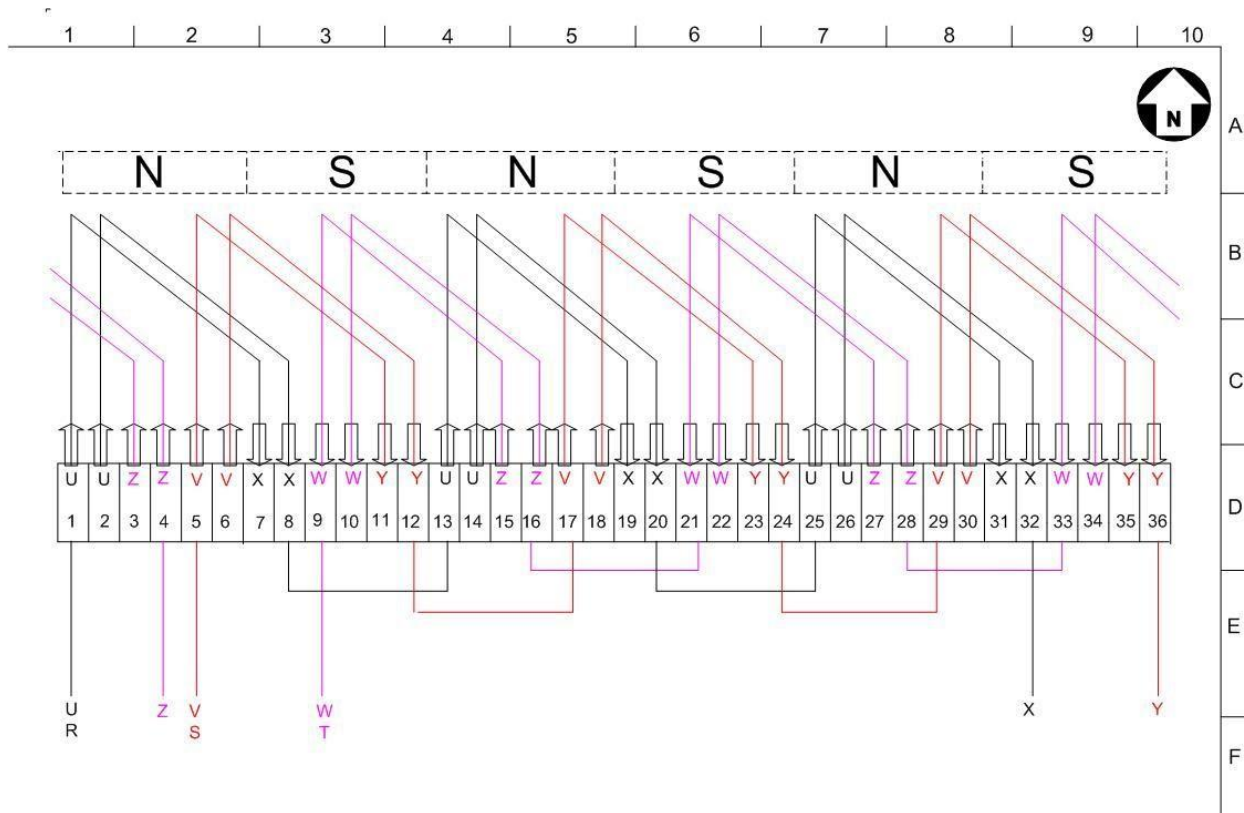 1 2 3 4 5 6 7 8 9 10
A
N
N S N S N S
B
C
U U Z Z V V X X W W Y Y U U Z Z V V X X W W Y Y U U Z Z V V X X W W Y Y
1 2 3 4 5 6 7 8 9 10 11 12 13 14 15 16 17 18 19 20 21 22 23 24 25 26 27 28 29 30 31 32 33 34 35 36
D
E
U Z V W X Y
R S T
F